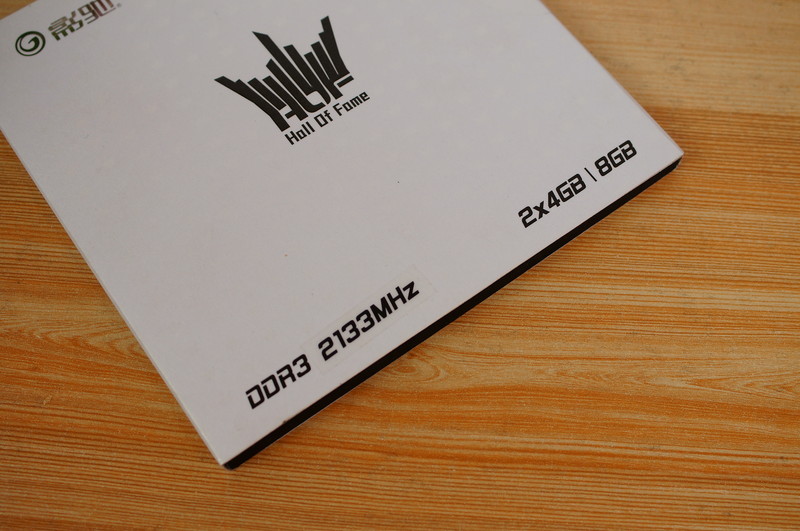 影驰
Hall Of Fame
2x4GB \ 8GB
DDR3 2133MHz